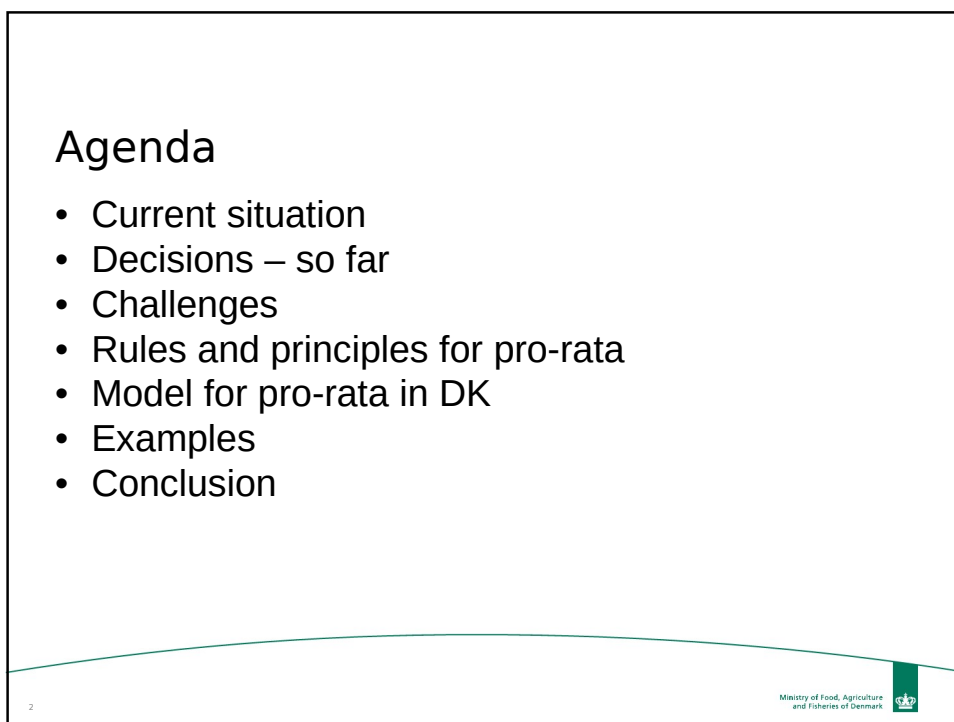 Agenda
• Current situation
• Decisions – so far
• Challenges
• Rules and principles for pro-rata
• Model for pro-rata in DK
• Examples
• Conclusion
2
Ministry of Food, Agriculture
and Fisheries of Denmark